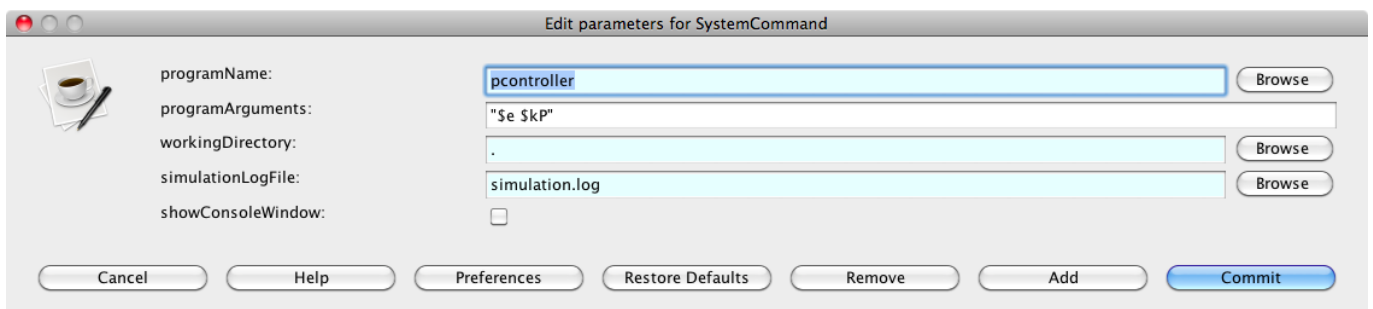 Edit parameters for SystemCommand
programName: pcontroller Browse
programArguments: "$e $kP"
workingDirectory: . Browse
simulationLogFile: simulation.log Browse
showConsoleWindow:
Cancel Help Preferences Restore Defaults Remove Add Commit